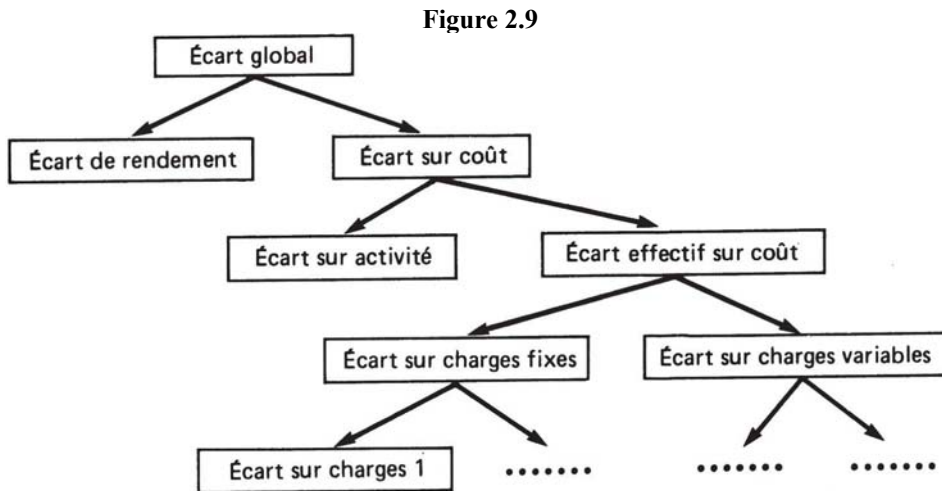 Figure 2.9
Écart global
Écart de rendement
Écart sur coût
Écart sur activité
Écart effectif sur coût
Écart sur charges fixes
Écart sur charges variables
Écart sur charges 1
.......
.......
.......